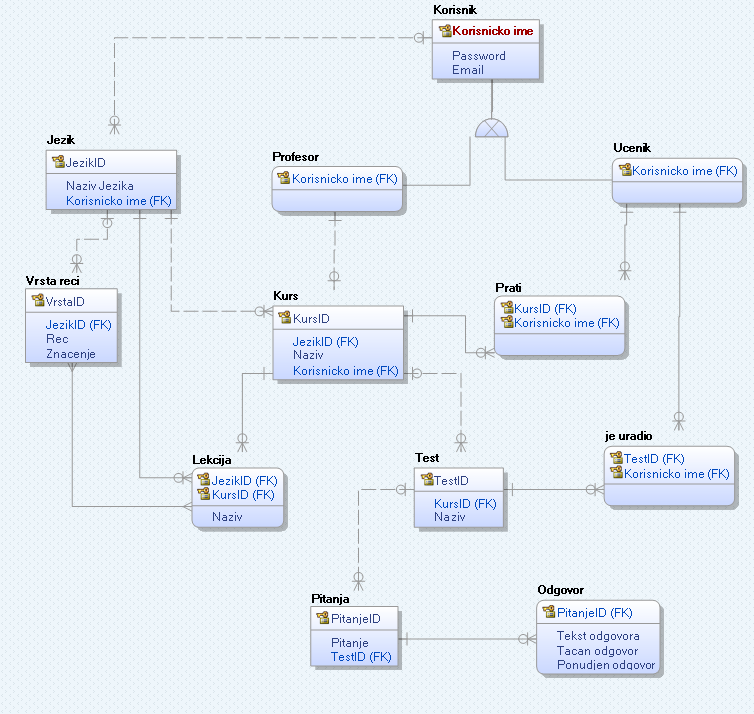 Korisnik
Korisnicko ime
Password
Email
Jezik
JezikID
Naziv Jezika
Korisnicko ime (FK)
Profesor
Korisnicko ime (FK)
Ucenik
Korisnicko ime (FK)
Vrsta reci
VrstaID
JezikID (FK)
Rec
Znacenje
Kurs
KursID
JezikID (FK)
Naziv
Korisnicko ime (FK)
Prati
KursID (FK)
Korisnicko ime (FK)
Lekcija
JezikID (FK)
KursID (FK)
Naziv
Test
TestID
KursID (FK)
Naziv
je uradio
TestID (FK)
Korisnicko ime (FK)
Pitanja
PitanjeID
Pitanje
TestID (FK)
Odgovor
PitanjeID (FK)
Tekst odgovora
Tacan odgovor
Ponudjen odgovor